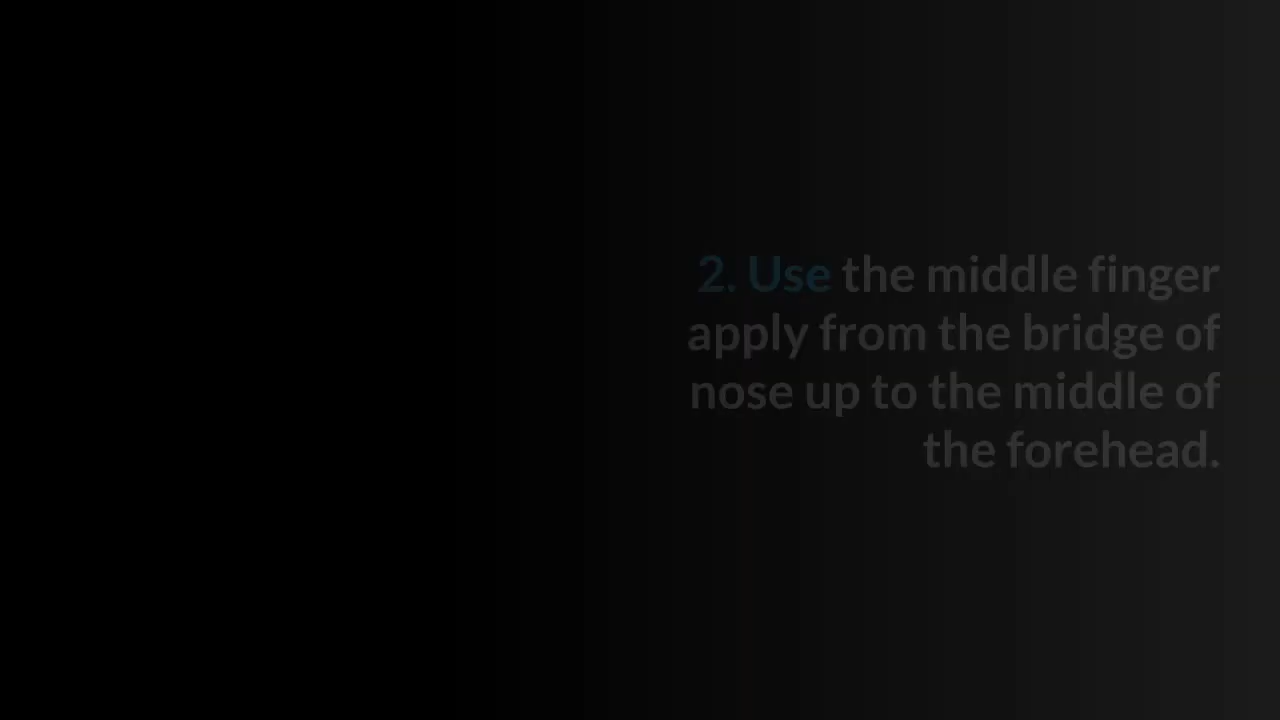 2. Use the middle finger
apply from the bridge of
nose up to the middle of
the forehead.